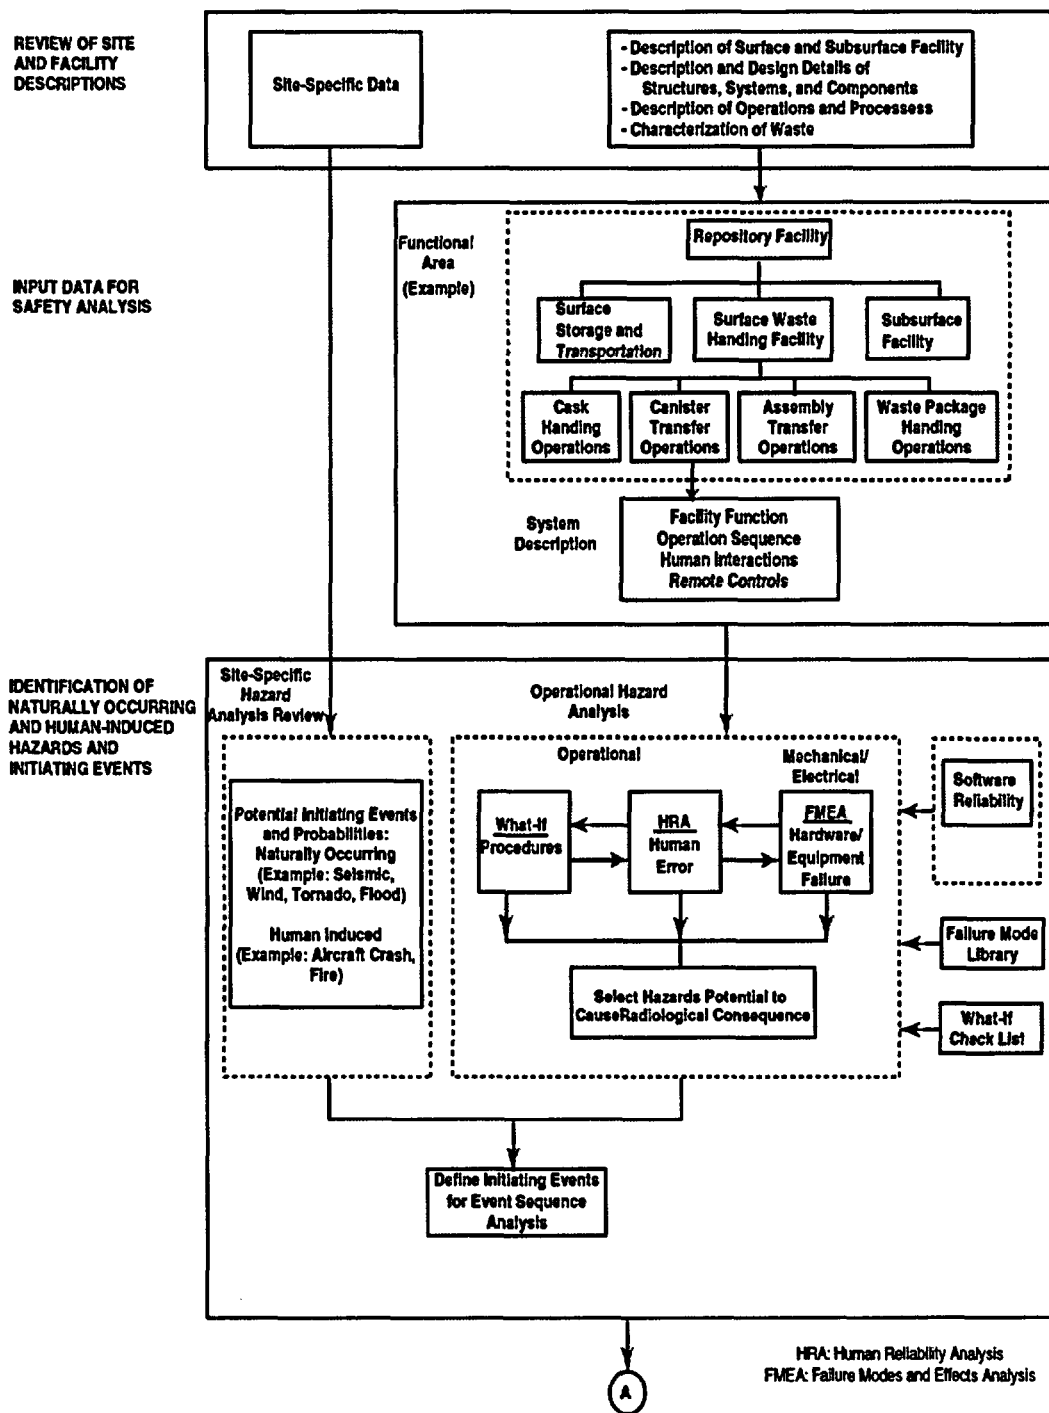 REVIEW OF SITE
AND FACILITY
DESCRIPTIONS
Site-Specific Data
- Description of Surface and Subsurface Facility
- Description and Design Details of
Structures, Systems, and Components
- Description of Operations and Processess
- Characterization of Waste
INPUT DATA FOR
SAFETY ANALYSIS
Functional
Area
(Example)
Repository Facility
Surface
Storage and
Transportation
Surface Waste
Handing Facility
Subsurface
Facility
Cask
Handing
Operations
Canister
Transfer
Operations
Assembly
Transfer
Operations
Waste Package
Handing
Operations
System
Description
Facility Function
Operation Sequence
Human Interactions
Remote Controls
IDENTIFICATION OF
NATURALLY OCCURRING
AND HUMAN-INDUCED
HAZARDS AND
INITIATING EVENTS
Site-Specific
Hazard
Analysis Review
Operational Hazard
Analysis
Potential Initiating Events
and Probabilities:
Naturally Occurring
(Example: Seismic,
Wind, Tornado, Flood)
Human Induced
(Example: Aircraft Crash,
Fire)
Operational
Mechanical/
Electrical
What-If
Procedures
HRA
Human
Error
FMEA
Hardware/
Equipment
Failure
Select Hazards Potential to
CauseRadiological Consequence
Software
Reliability
Failure Mode
Library
What-If
Check List
Define Initiating Events
for Event Sequence
Analysis
A
HRA: Human Reliability Analysis
FMEA: Failure Modes and Effects Analysis